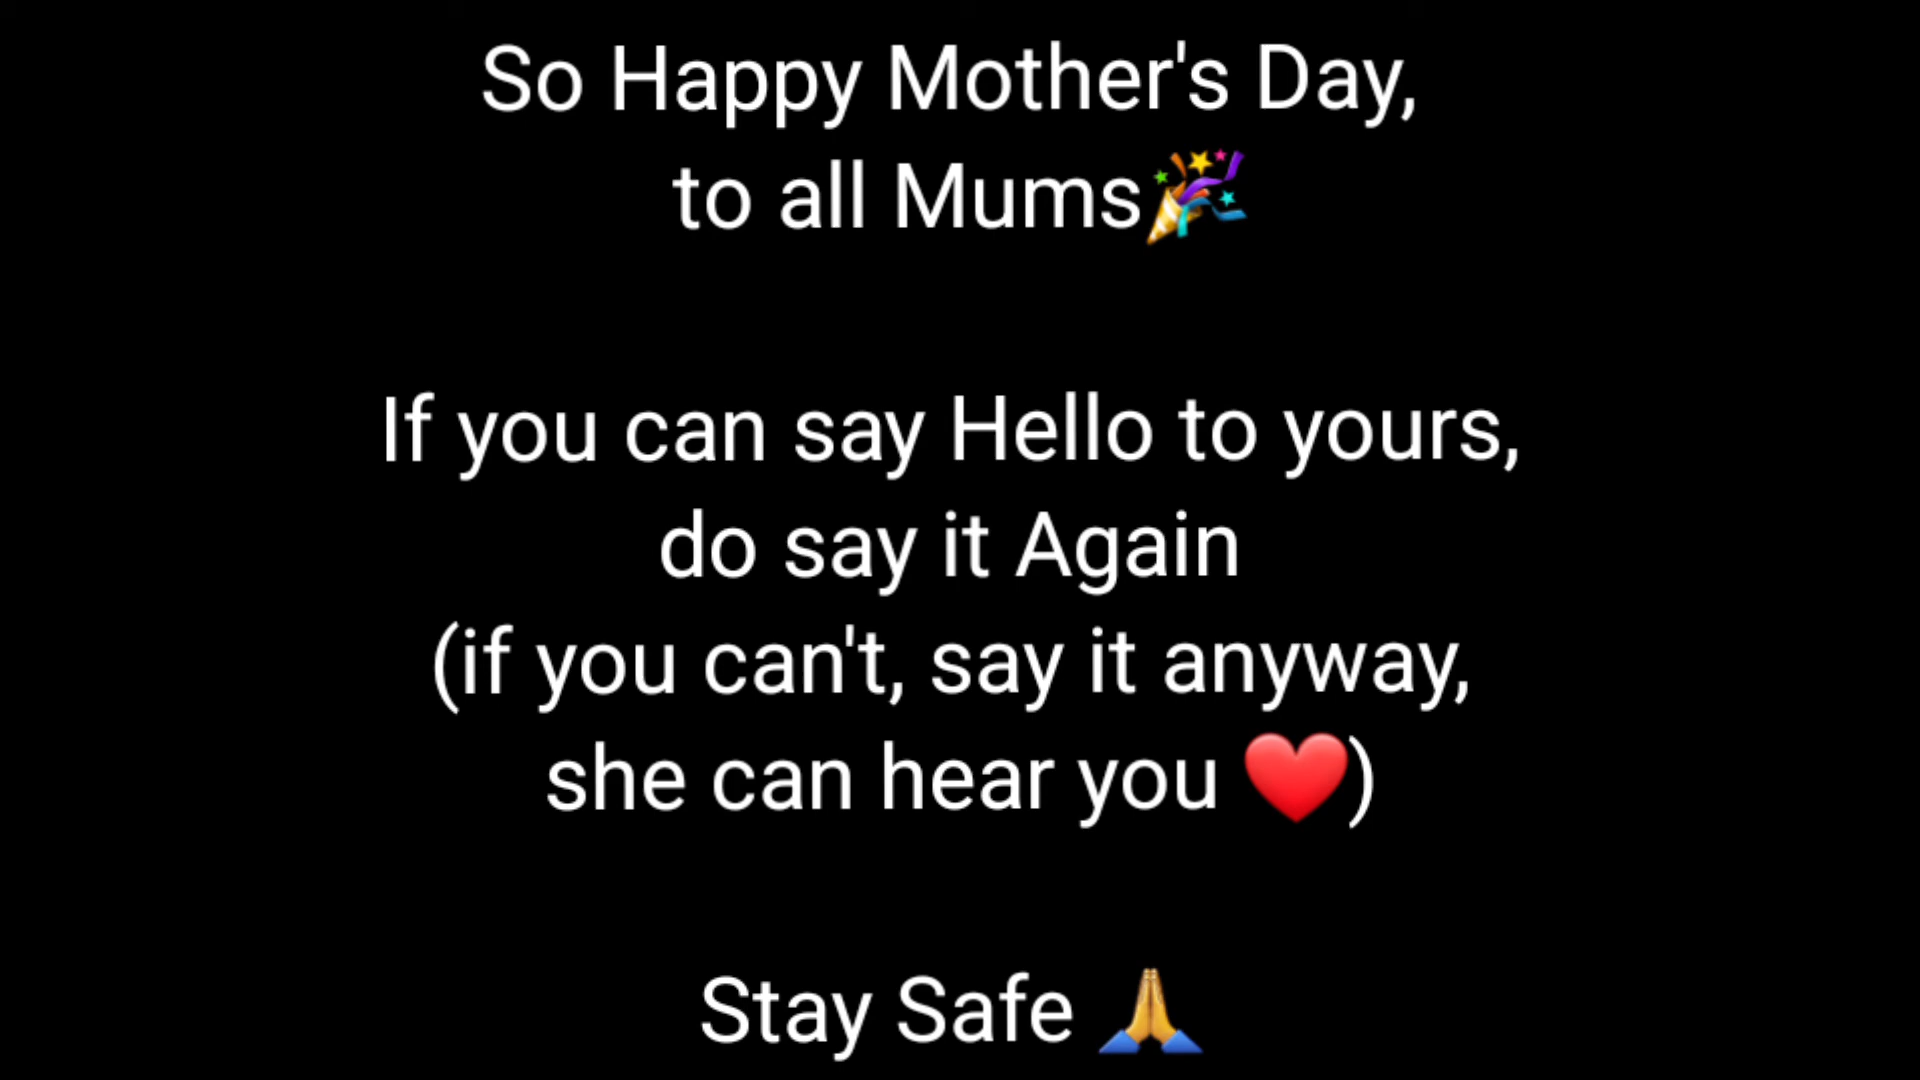 So Happy Mother's Day,
to all Mums🎉
If you can say Hello to yours,
do say it Again
(if you can't, say it anyway,
she can hear you ❤️)
Stay Safe 🙏